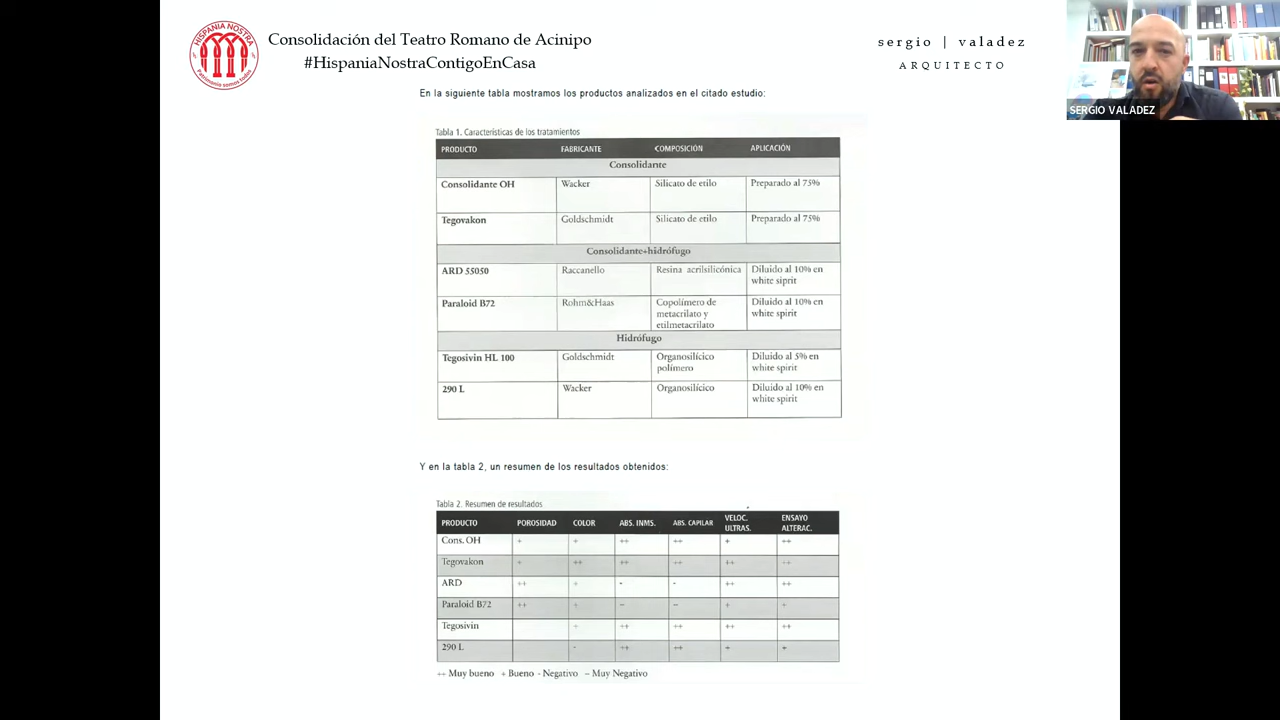 HISPANIA NOSTRA
Patrimonio somos todos
Consolidación del Teatro Romano de Acinipo
#HispaniaNostraContigoEnCasa
sergio | valadez
ARQUITECTO
SERGIO VALADEZ
En la siguiente tabla mostramos los productos analizados en el citado estudio:
Tabla 1. Características de los tratamientos
PRODUCTO FABRICANTE COMPOSICIÓN APLICACIÓN
Consolidante
Consolidante OH Wacker Silicato de etilo Preparado al 75%
Tegovakon Goldschmidt Silicato de etilo Preparado al 75%
Consolidante+hidrófugo
ARD 55050 Raccanello Resina acrilsilicónica Diluido al 10% en
white siprit
Paraloid B72 Rohm&Haas Copolímero de Diluido al 10% en
metacrilato y white spirit
etilmetacrilato
Hidrófugo
Tegosivin HL 100 Goldschmidt Organosilícico Diluido al 5% en
polímero white spirit
290 L Wacker Organosilícico Diluido al 10% en
white spirit
Y en la tabla 2, un resumen de los resultados obtenidos:
Tabla 2. Resumen de resultados
PRODUCTO POROSIDAD COLOR ABS. INMS. ABS. CAPILAR VELOC. ENSAYO
ULTRAS. ALTERAC.
Cons. OH + + ++ ++ + ++
Tegovakon + ++ ++ ++ ++ ++
ARD ++ + - - ++ ++
Paraloid B72 ++ + -- -- + +
Tegosivin + ++ ++ ++ ++
290 L - ++ ++ + +
++ Muy bueno + Bueno - Negativo -- Muy Negativo